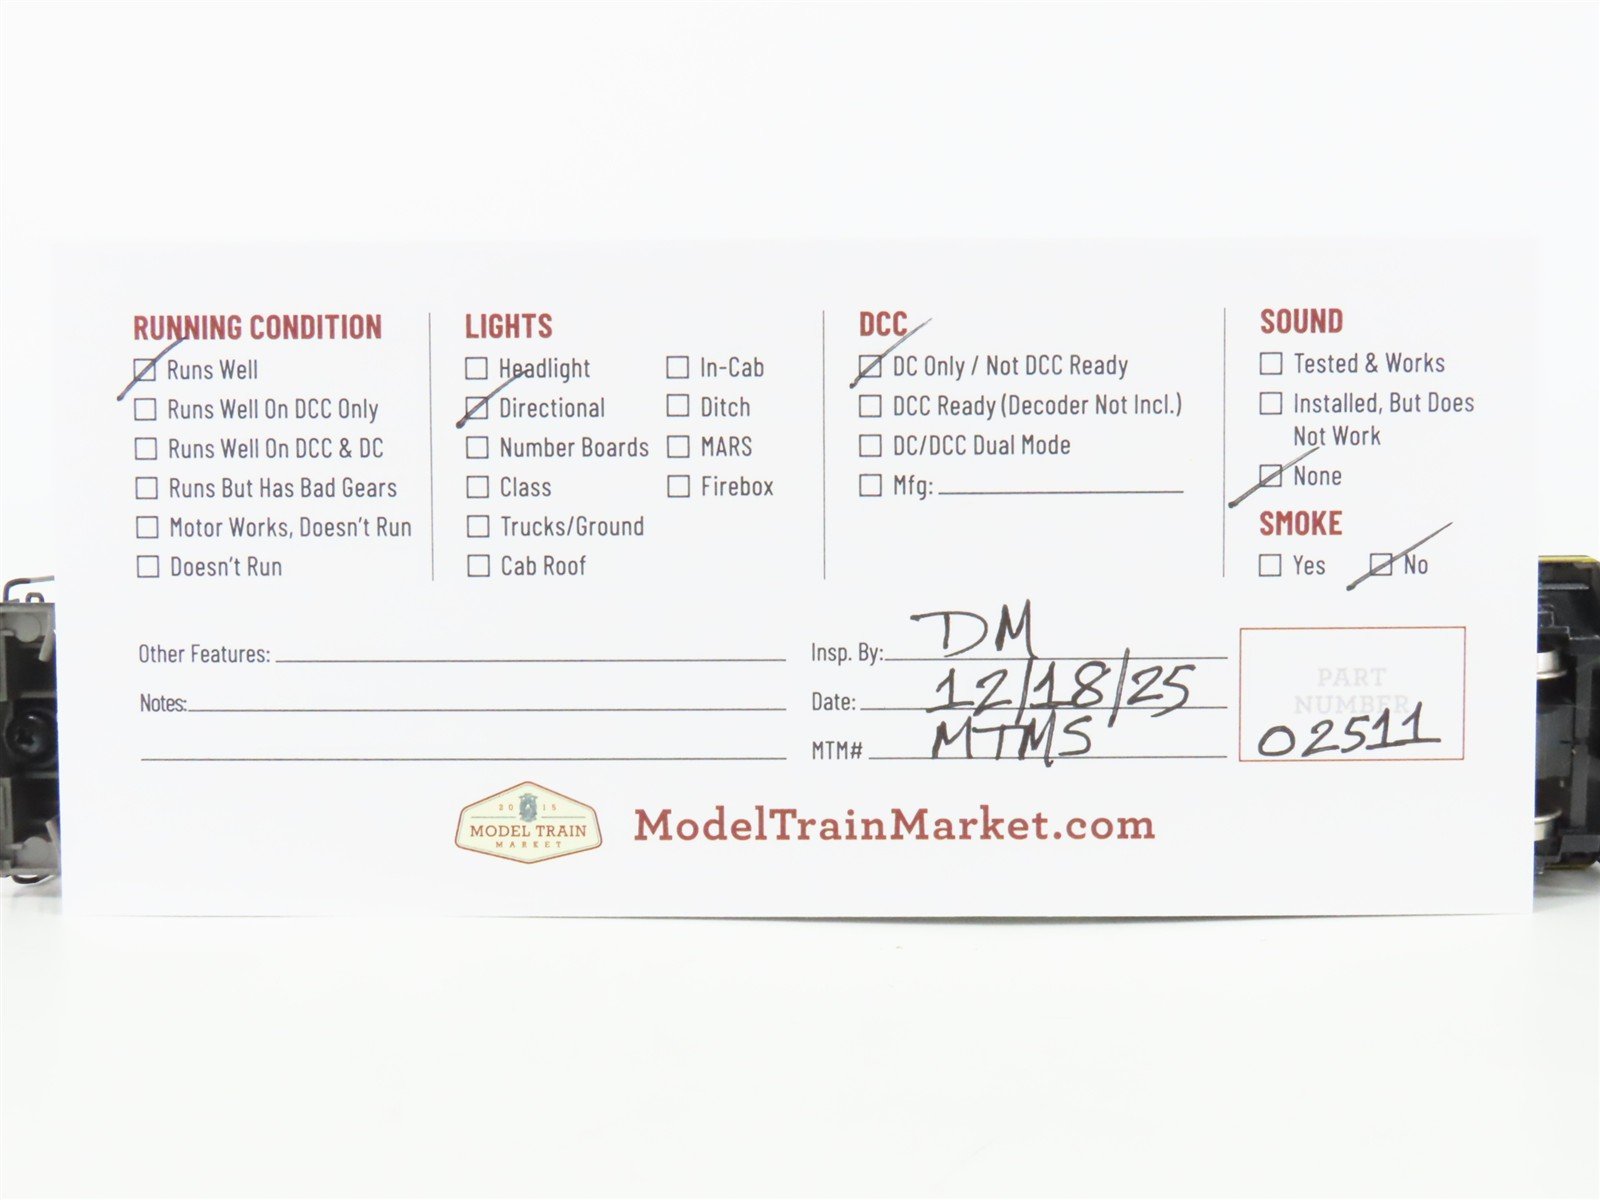 RUNNING CONDITION
Runs Well
Runs Well On DCC Only
Runs Well On DCC & DC
Runs But Has Bad Gears
Motor Works, Doesn't Run
Doesn't Run
LIGHTS
Headlight
Directional
Number Boards
Class
Trucks/Ground
Cab Roof
In-Cab
Ditch
MARS
Firebox
DCC
DC Only / Not DCC Ready
DCC Ready (Decoder Not Incl.)
DC/DCC Dual Mode
Mfg:
SOUND
Tested & Works
Installed, But Does
Not Work
None
SMOKE
Yes No
Other Features:
Notes:
Insp. By: DM
Date: 12/18/25
MTM# MTMS
PART
NUMBER
02511
2015
MODEL TRAIN
MARKET
ModelTrainMarket.com